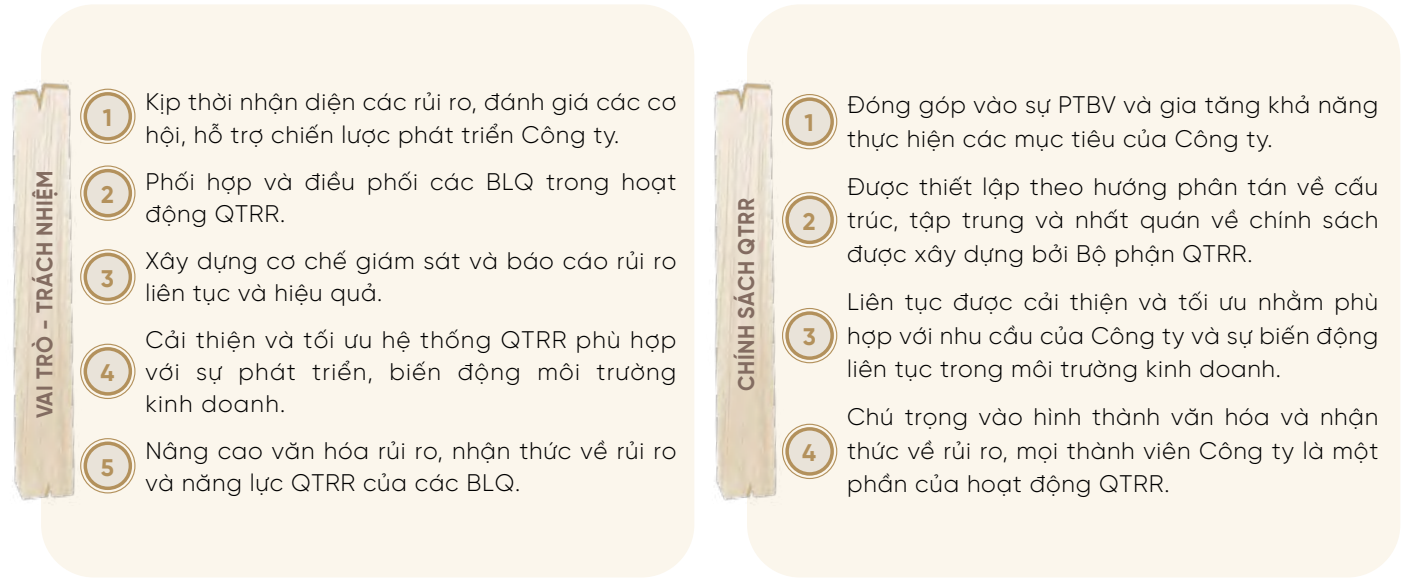 VAI TRÒ - TRÁCH NHIỆM
1
Kịp thời nhận diện các rủi ro, đánh giá các cơ
hội, hỗ trợ chiến lược phát triển Công ty.
2
Phối hợp và điều phối các BLQ trong hoạt
động QTRR.
3
Xây dựng cơ chế giám sát và báo cáo rủi ro
liên tục và hiệu quả.
4
Cải thiện và tối ưu hệ thống QTRR phù hợp
với sự phát triển, biến động môi trường
kinh doanh.
5
Nâng cao văn hóa rủi ro, nhận thức về rủi ro
và năng lực QTRR của các BLQ.
CHÍNH SÁCH QTRR
1
Đóng góp vào sự PTBV và gia tăng khả năng
thực hiện các mục tiêu của Công ty.
2
Được thiết lập theo hướng phân tán về cấu
trúc, tập trung và nhất quán về chính sách
được xây dựng bởi Bộ phận QTRR.
3
Liên tục được cải thiện và tối ưu nhằm phù
hợp với nhu cầu của Công ty và sự biến động
liên tục trong môi trường kinh doanh.
4
Chú trọng vào hình thành văn hóa và nhận
thức về rủi ro, mọi thành viên Công ty là một
phần của hoạt động QTRR.